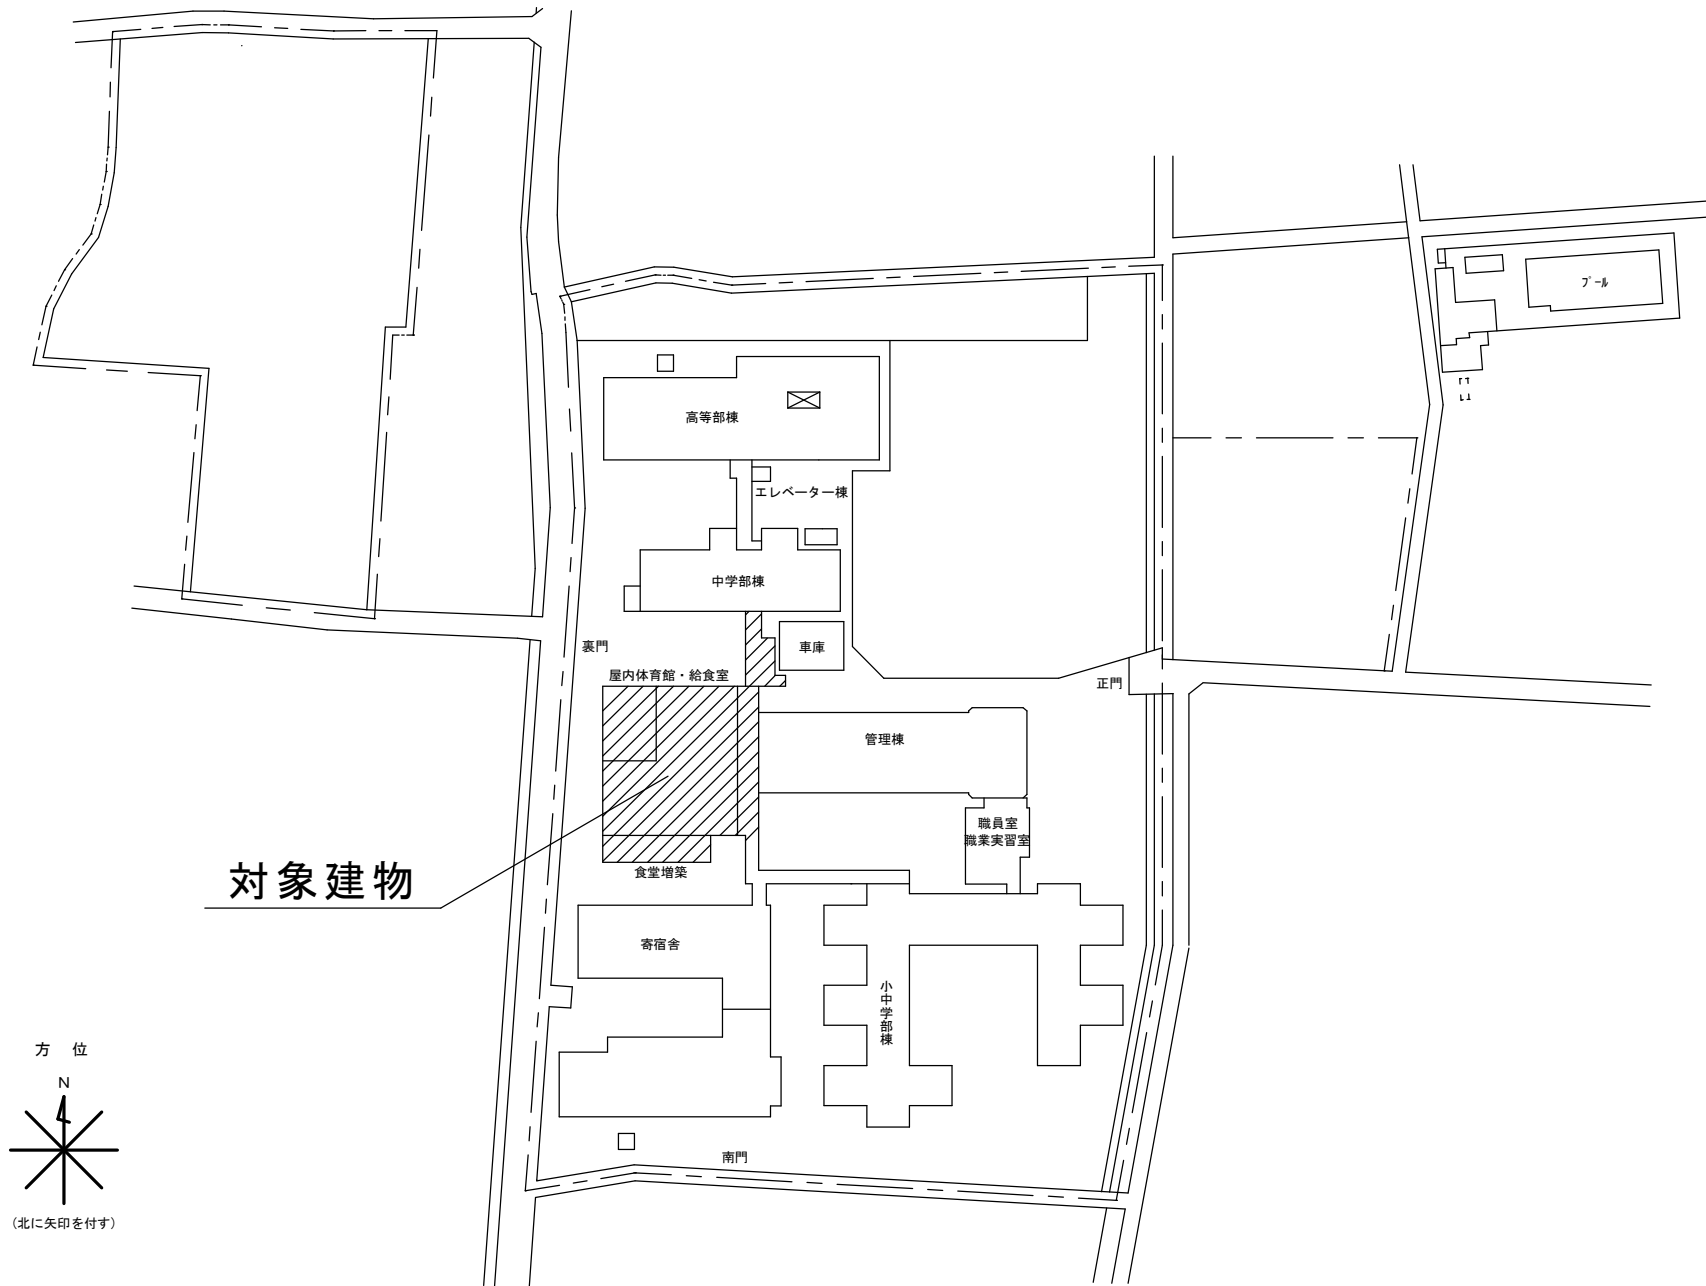 プール
高等部棟
エレベーター棟
中学部棟
裏門
車庫
屋内体育館・給食室
正門
管理棟
職員室
職業実習室
対象建物
食堂増築
寄宿舎
小中学部棟
方 位
N
南門
(北に矢印を付す)